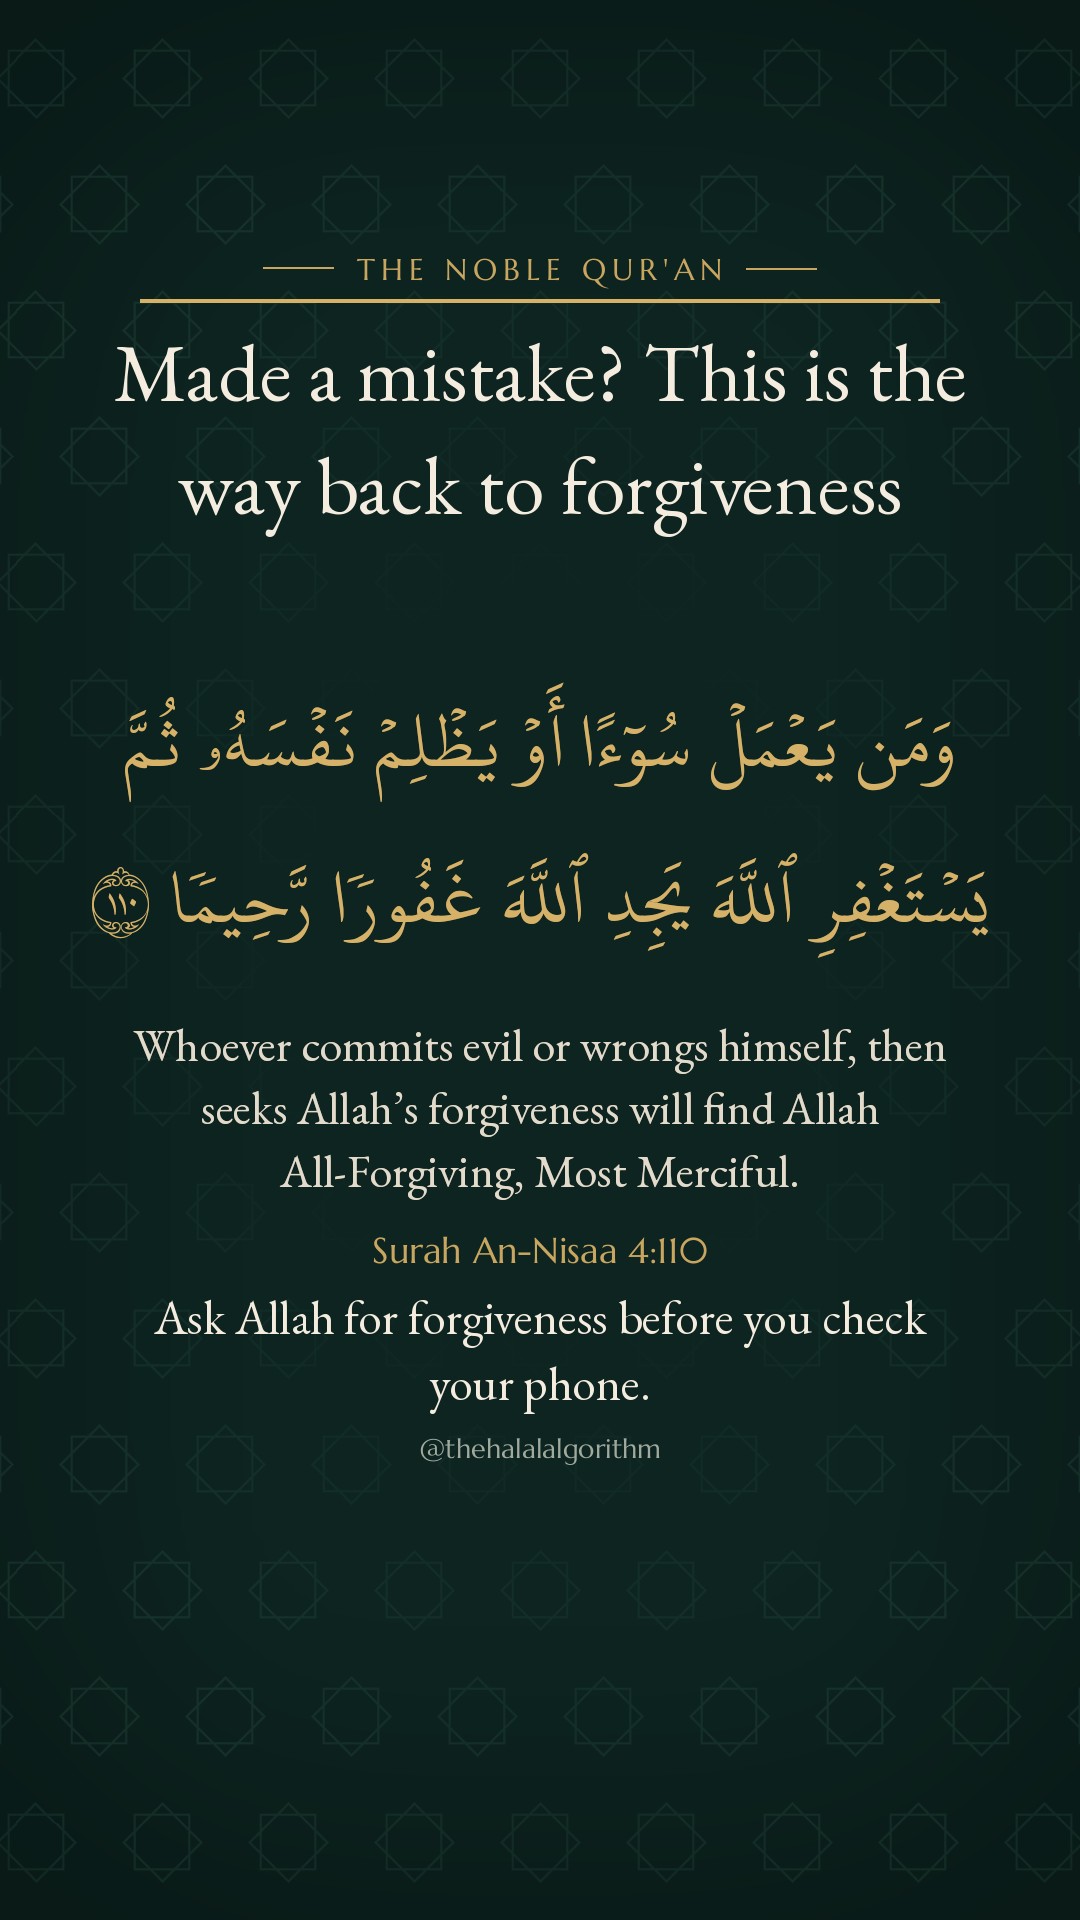 THE NOBLE QUR'AN
Made a mistake? This is the
way back to forgiveness
وَمَن يَعْمَلْ سُوٓءًا أَوْ يَظْلِمْ نَفْسَهُۥ ثُمَّ
يَسْتَغْفِرِ ٱللَّهَ يَجِدِ ٱللَّهَ غَفُورًا رَّحِيمًا ١١٠
Whoever commits evil or wrongs himself, then
seeks Allah’s forgiveness will find Allah
All-Forgiving, Most Merciful.
Surah An-Nisaa 4:110
Ask Allah for forgiveness before you check
your phone.
@thehalalalgorithm